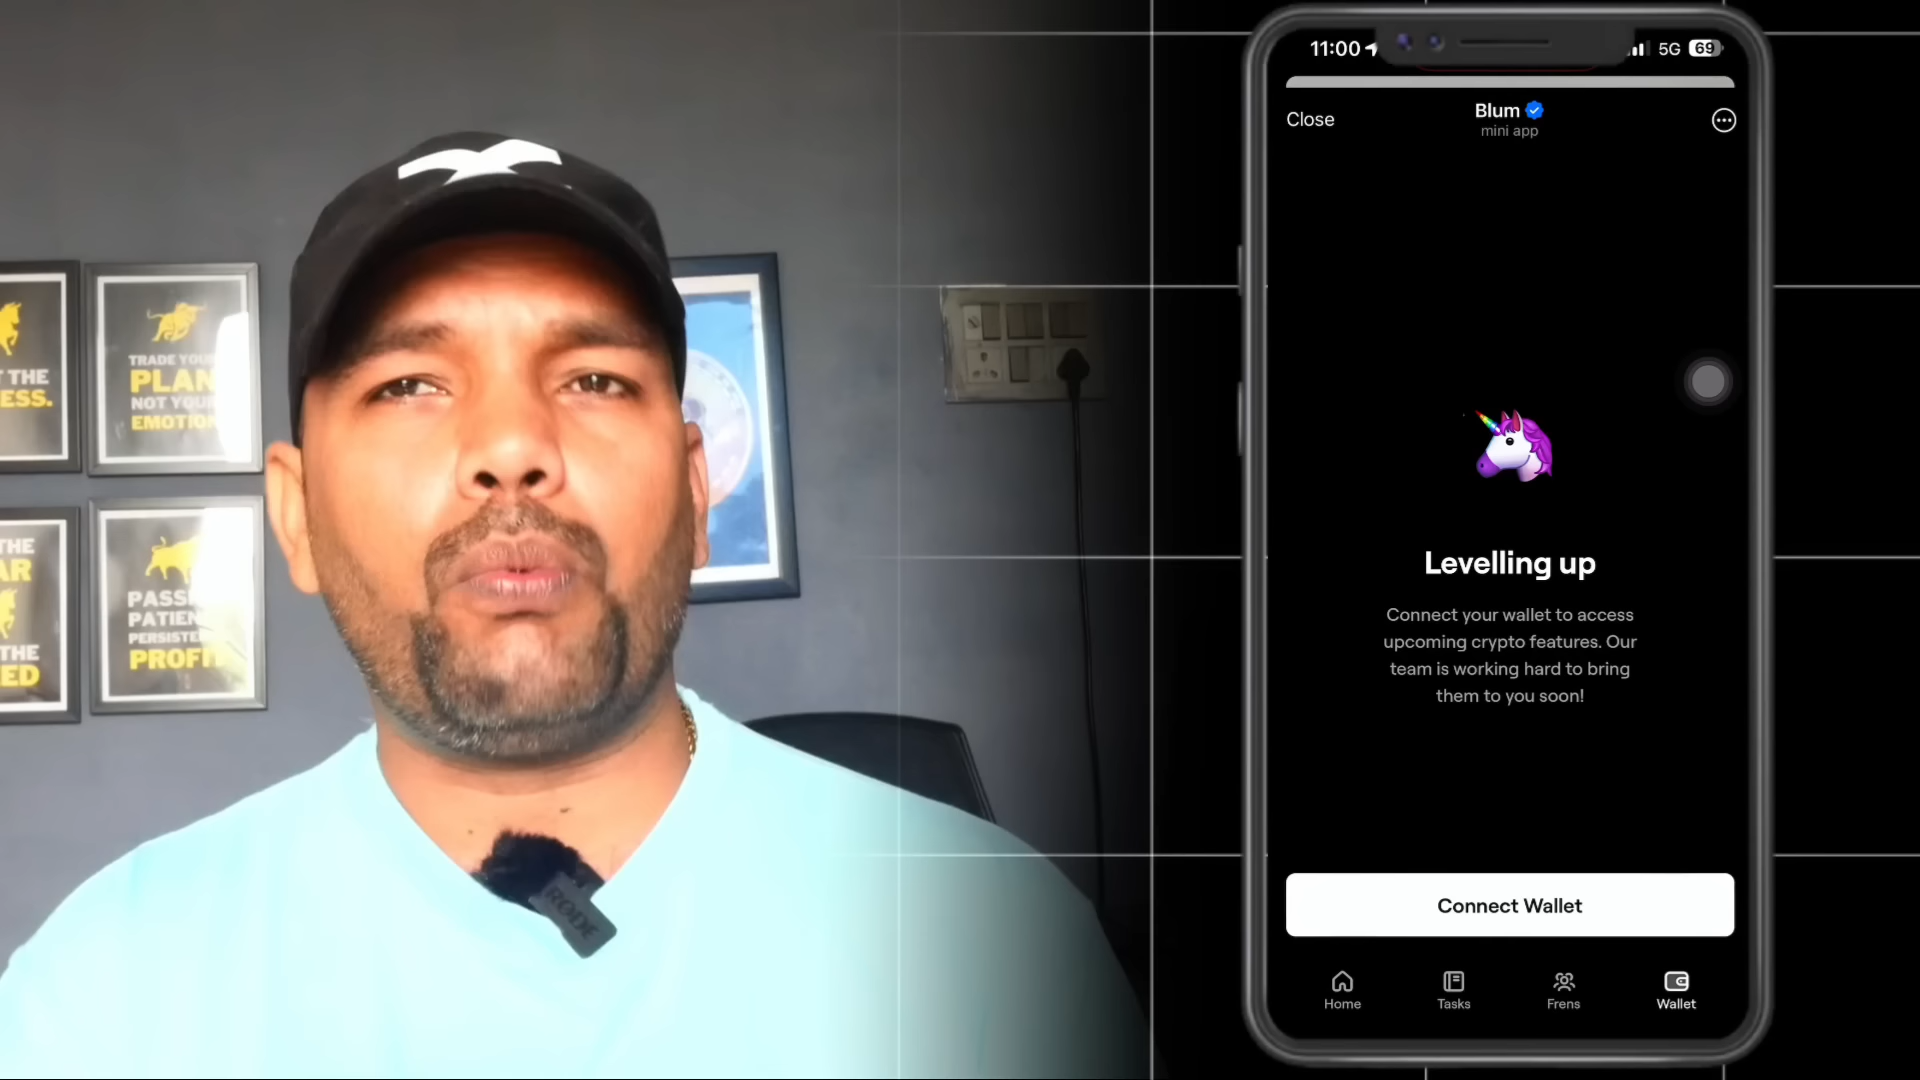 THE
ESS.
TRADE YOUR
PLAN
NOT YOUR
EMOTION
THE
AR
THE
ED
PERSISTE
PROFI
RODE
11:00
5G
69
Close
Blum
mini app
Levelling up
Connect your wallet to access
upcoming crypto features. Our
team is working hard to bring
them to you soon!
Connect Wallet
Home
Tasks
Frens
Wallet